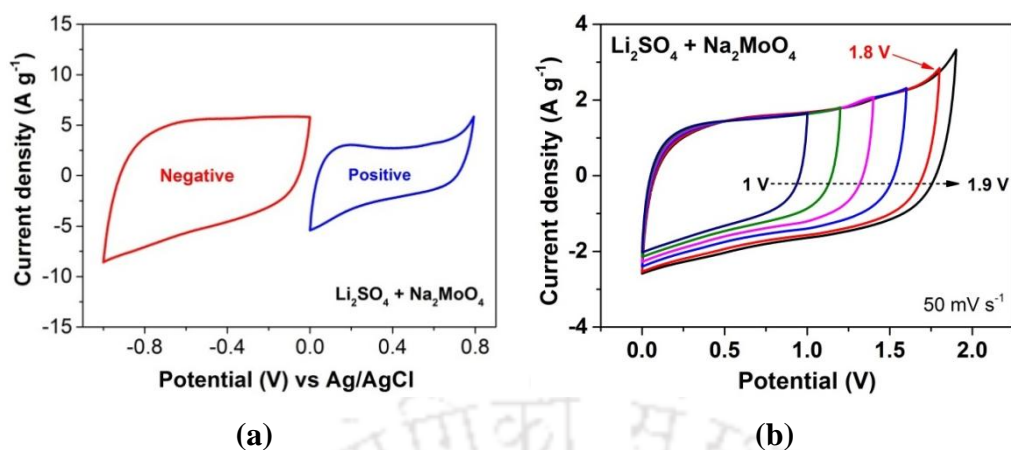 15
10
5
0
-5
-10
-15
Current density (A g⁻¹)
Negative
Positive
Li₂SO₄ + Na₂MoO₄
-0.8 -0.4 0.0 0.4 0.8
Potential (V) vs Ag/AgCl
(a)
4
2
0
-2
-4
Current density (A g⁻¹)
Li₂SO₄ + Na₂MoO₄
1.8 V
1 V
1.9 V
50 mV s⁻¹
0.0 0.5 1.0 1.5 2.0
Potential (V)
(b)